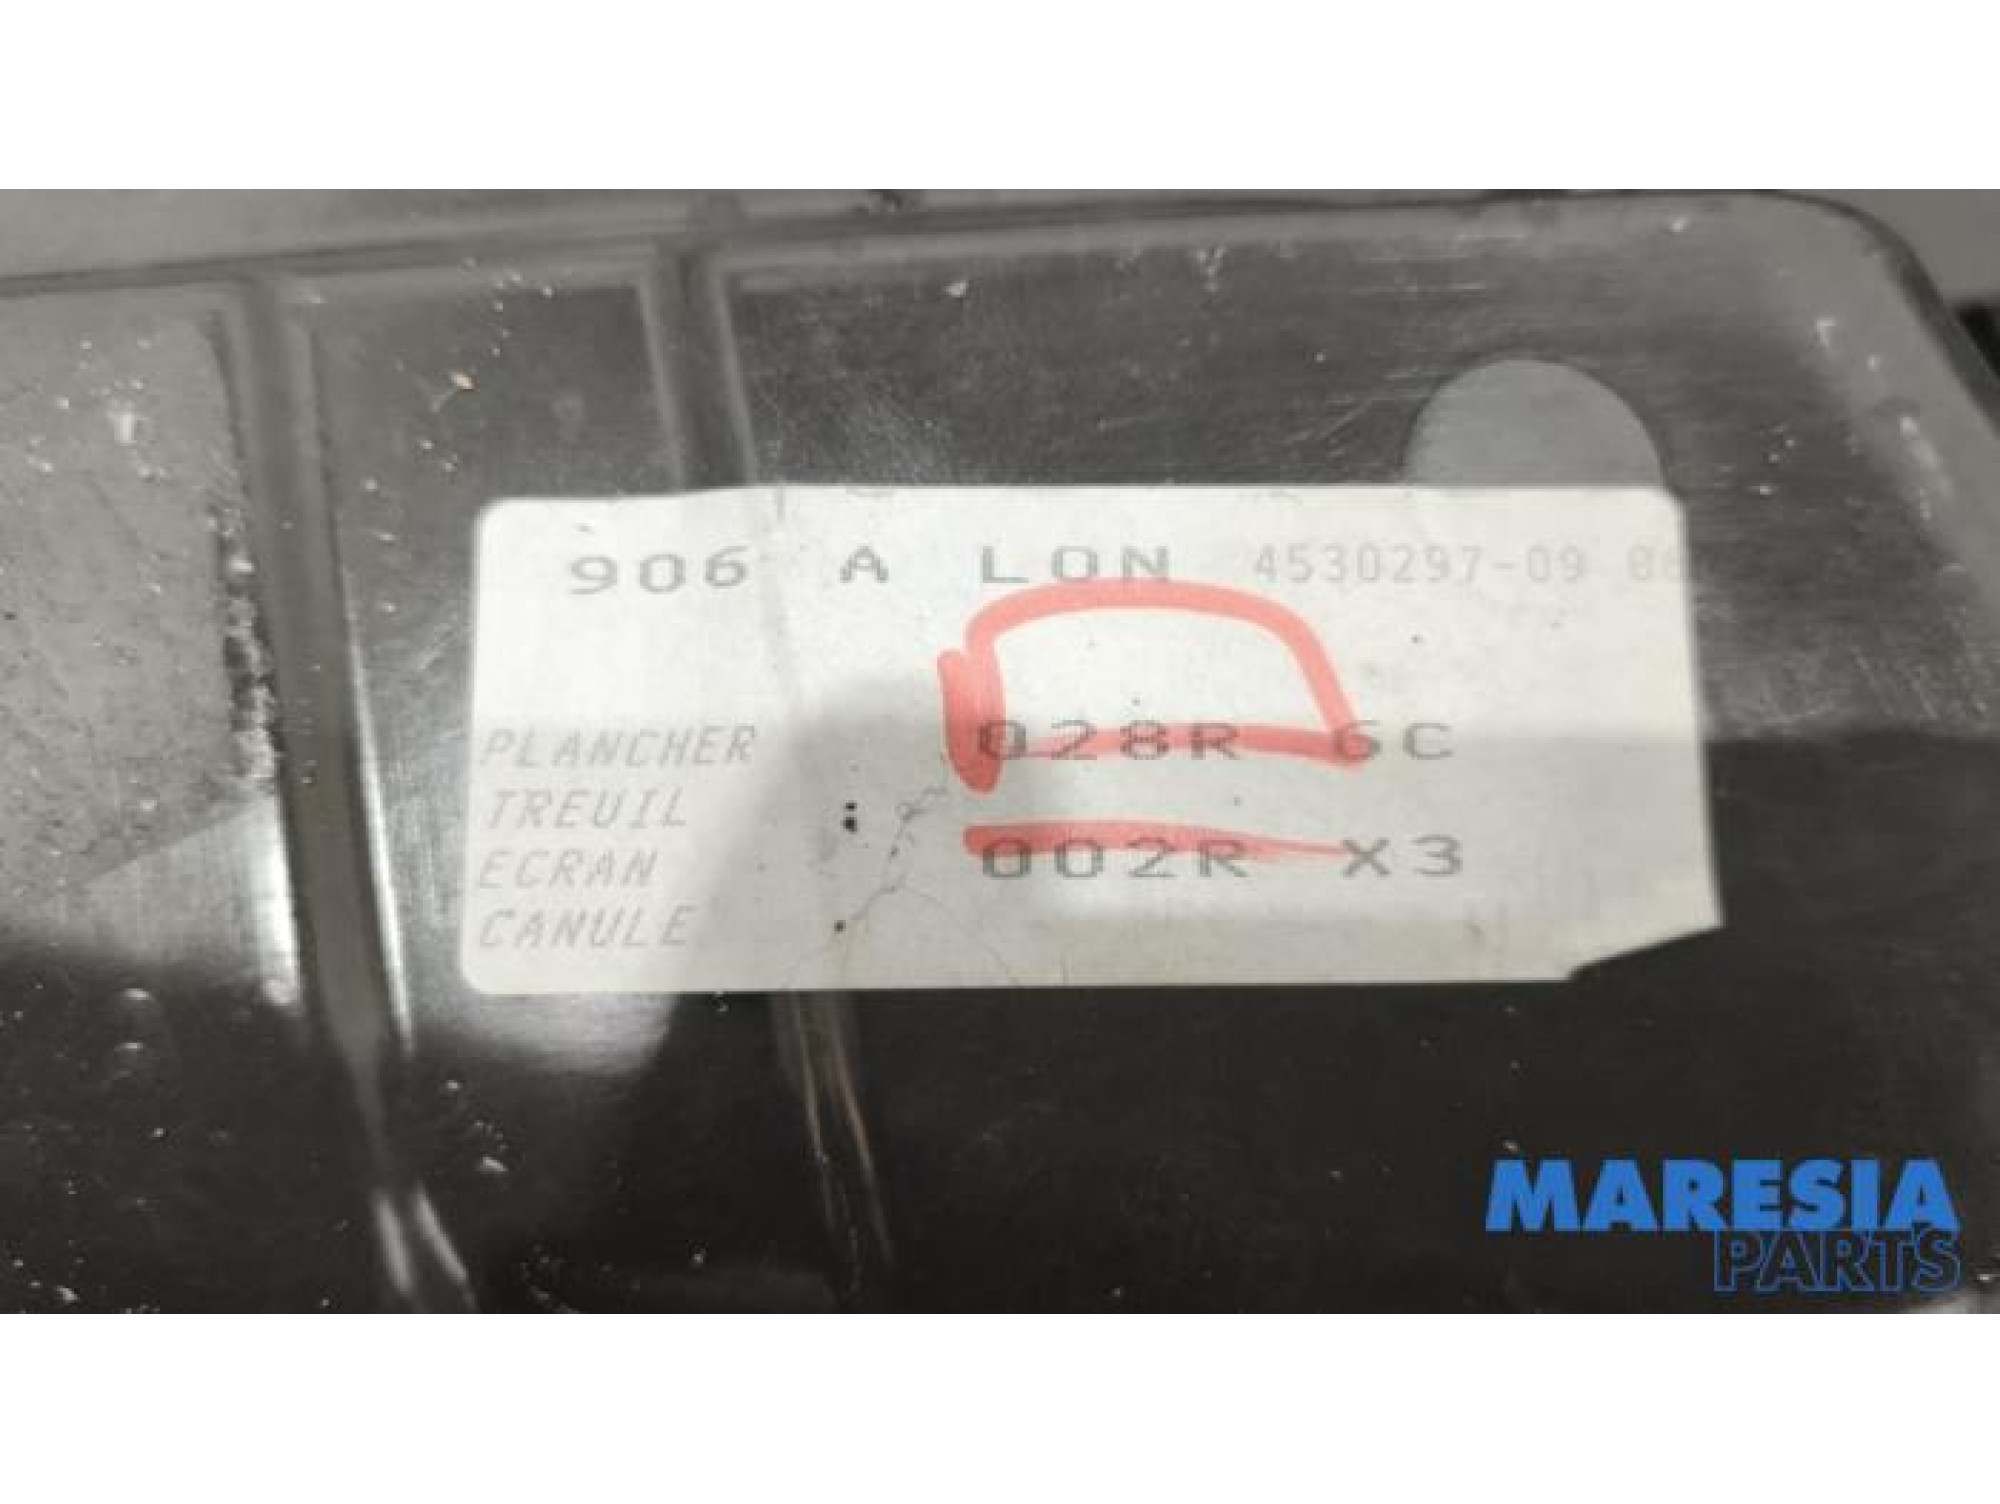 906 A LON 4530297-09
PLANCHER 028R 6C
TREUIL
ECRAN 002R X3
CANULE
MARESIA
PARTS